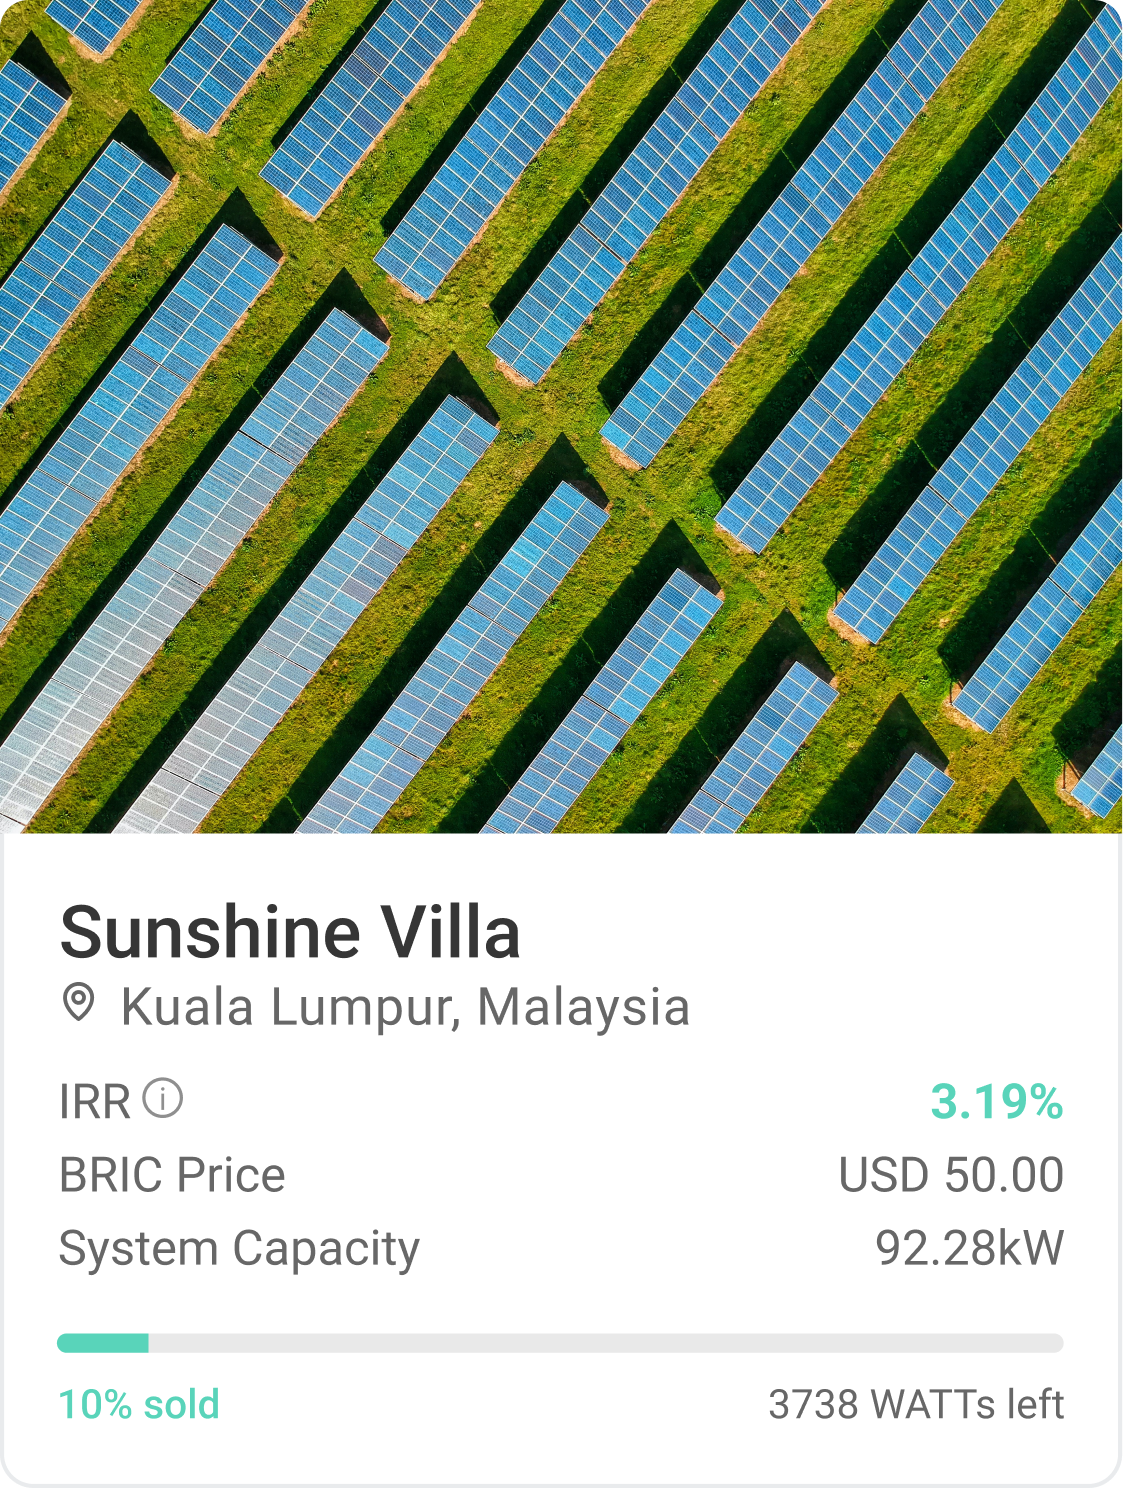 Sunshine Villa
Kuala Lumpur, Malaysia
IRR 3.19%
BRIC Price USD 50.00
System Capacity 92.28kW
10% sold 3738 WATTs left